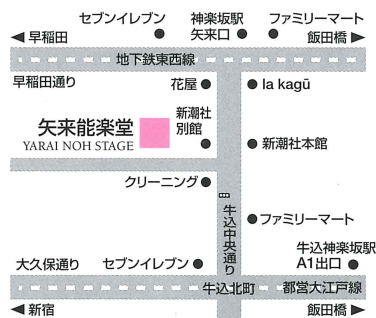 セブンイレブン
神楽坂駅
矢来口
ファミリーマート
早稲田
飯田橋
地下鉄東西線
早稲田通り
花屋
la kagū
新潮社
別館
矢来能楽堂
YARAI NOH STAGE
新潮社本館
クリーニング
牛込中央通り
ファミリーマート
牛込神楽坂駅
A1出口
大久保通り
セブンイレブン
牛込北町
都営大江戸線
新宿
飯田橋